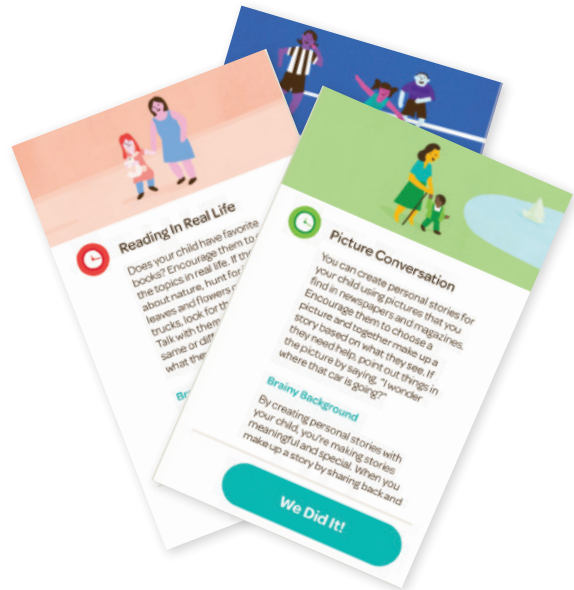 Reading In Real Life
Does your child have favorite
books? Encourage them to
the topics in real life. If
about nature, hunt for
leaves and flowers
trucks, look for
Talk with them
same or
what
Picture Conversation
You can create personal stories for
your child using pictures that you
find in newspapers and magazines.
Encourage them to choose a
picture and together make up a
story based on what they see. If
they need help, point out things in
the picture by saying, "I wonder
where that car is going?"
Brainy Background
By creating personal stories with
your child, you're making stories
meaningful and special. When you
make up a story by sharing back and
We Did It!